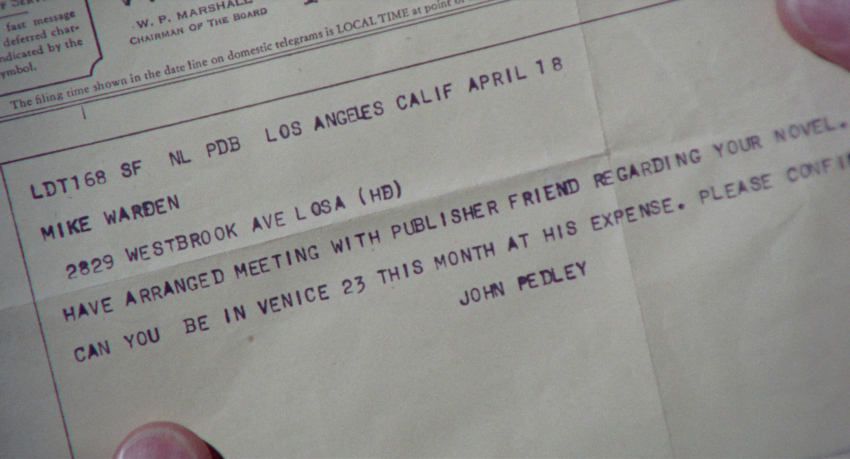 fast message
deferred char-
indicated by the
symbol.
W. P. MARSHALL
CHAIRMAN OF THE BOARD
The filing time shown in the date line on domestic telegrams is LOCAL TIME at point of
LDT168 SF NL PDB LOS ANGELES CALIF APRIL 18
MIKE WARDEN
2829 WESTBROOK AVE LOSA (HD)
HAVE ARRANGED MEETING WITH PUBLISHER FRIEND REGARDING YOUR NOVEL.
CAN YOU BE IN VENICE 23 THIS MONTH AT HIS EXPENSE. PLEASE
JOHN PEDLEY